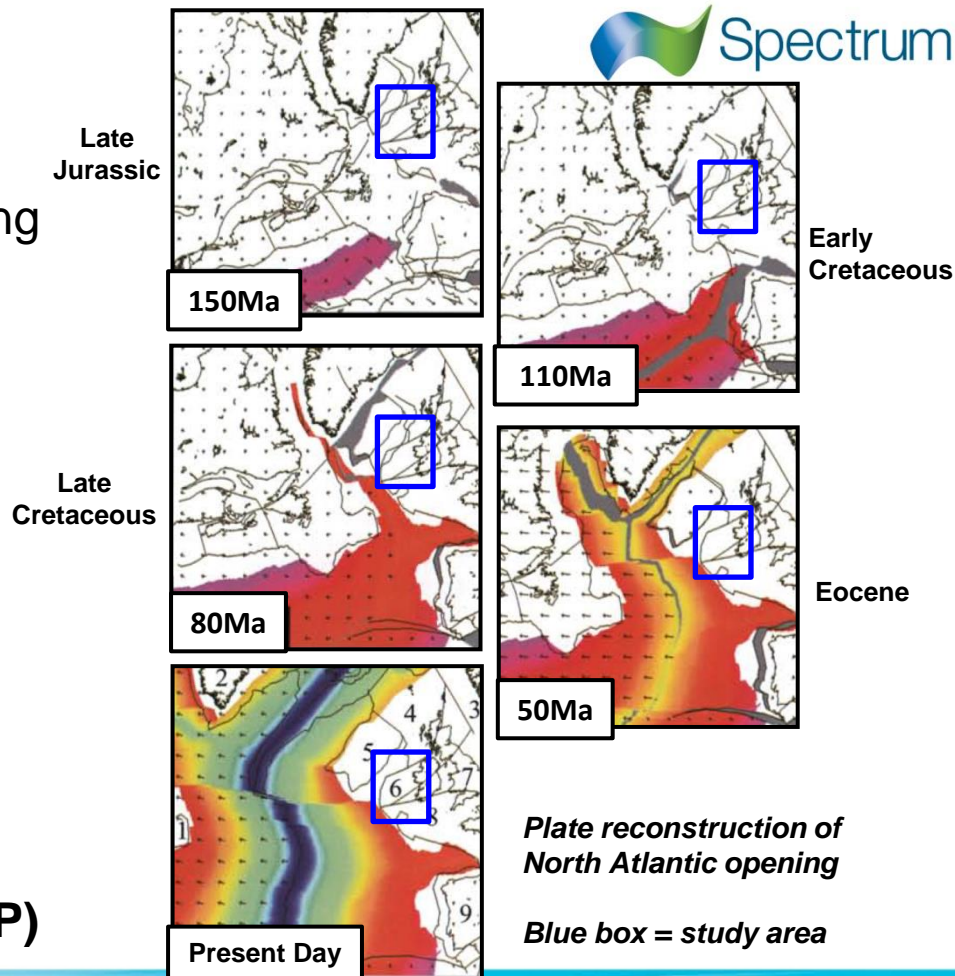 Spectrum
Late
Jurassic
ng
150Ma
Early
Cretaceous
110Ma
Late
Cretaceous
80Ma
Eocene
50Ma
2
3
4
5
6
7
8
1
9
Present Day
Plate reconstruction of
North Atlantic opening
Blue box = study area
P)